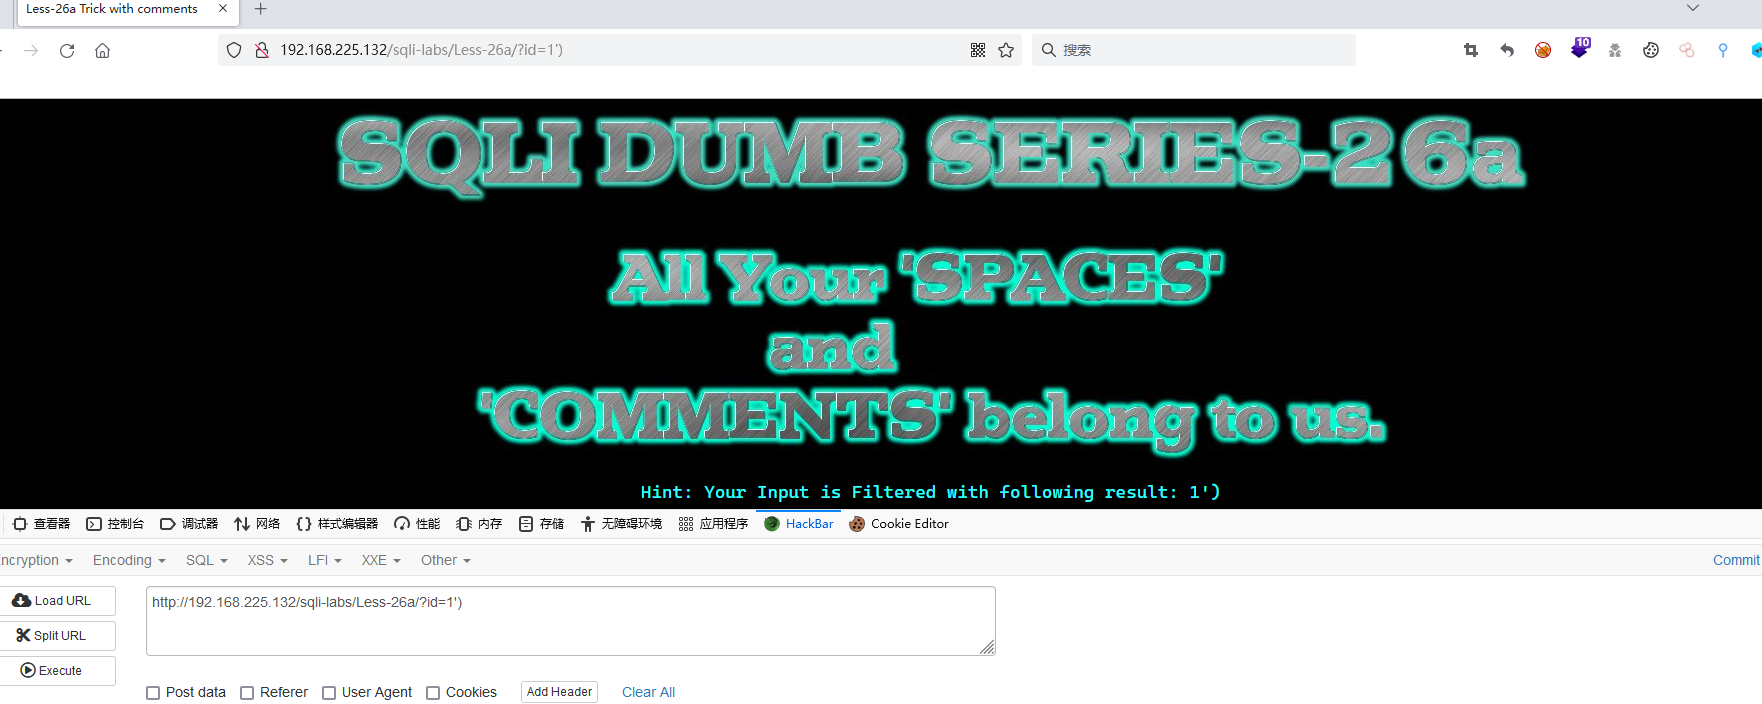 Less-26a Trick with comments
192.168.225.132/sqli-labs/Less-26a/?id=1')
搜索
10
SQLI DUMB SERIES-26a
All Your 'SPACES'
and
'COMMENTS' belong to us.
Hint: Your Input is Filtered with following result: 1')
查看器 控制台 调试器 网络 样式编辑器 性能 内存 存储 无障碍环境 应用程序 HackBar Cookie Editor
ncryption Encoding SQL XSS LFI XXE Other Commit
Load URL
http://192.168.225.132/sqli-labs/Less-26a/?id=1')
Split URL
Execute
Post data Referer User Agent Cookies Add Header Clear All